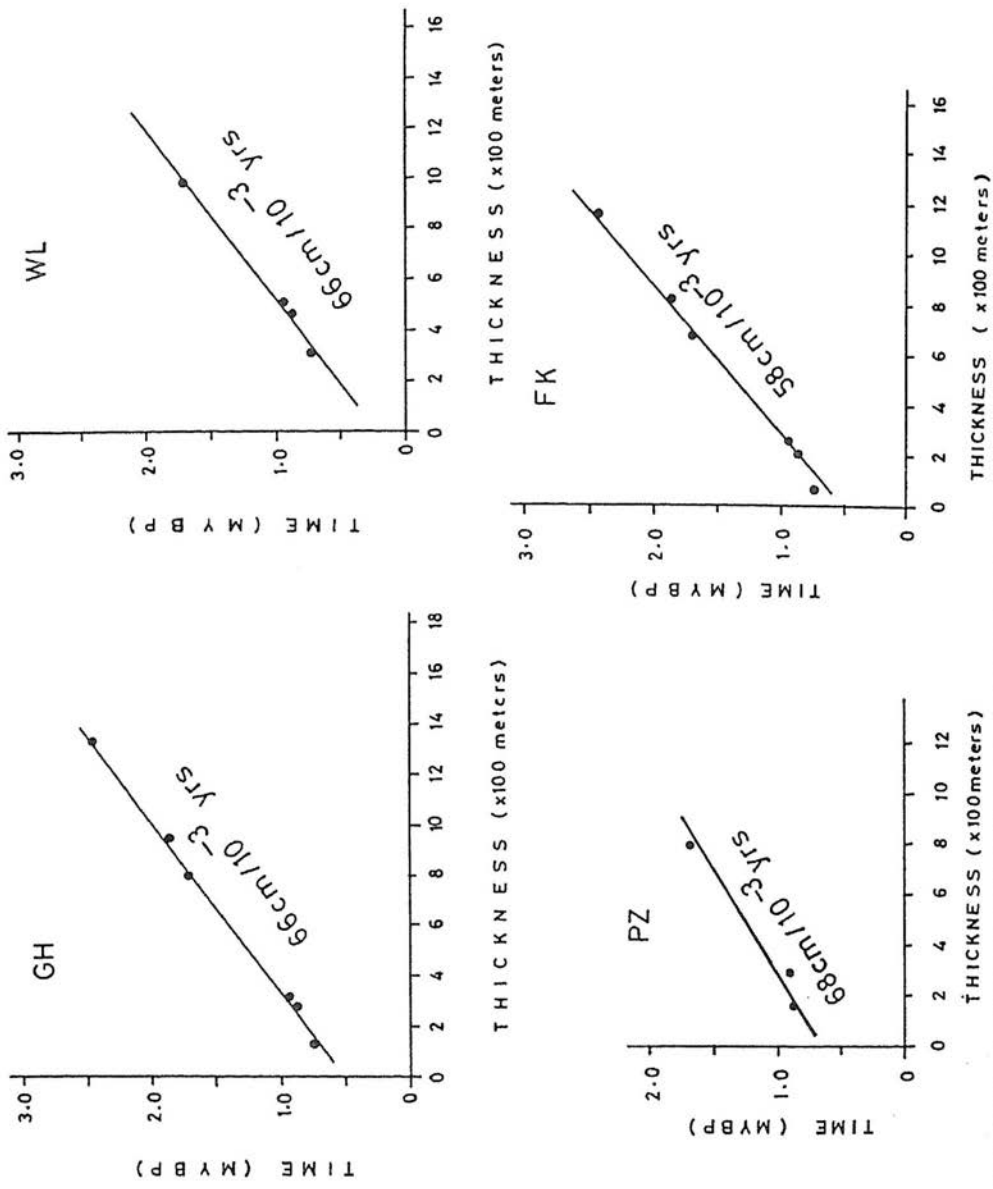 GH
TIME (MYBP)
3.0
2.0
1.0
0
66cm/10⁻³ yrs
0 2 4 6 8 10 12 14 16 18
THICKNESS (x100 meters)
WL
TIME (MYBP)
3.0
2.0
1.0
0
66cm/10⁻³ yrs
0 2 4 6 8 10 12 14 16
THICKNESS (x100 meters)
PZ
TIME (MYBP)
2.0
1.0
0
68cm/10⁻³ yrs
0 2 4 6 8 10 12
THICKNESS (x100meters)
FK
TIME (MYBP)
3.0
2.0
1.0
0
58cm/10⁻³ yrs
0 2 4 6 8 10 12 14 16
THICKNESS (x100 meters)